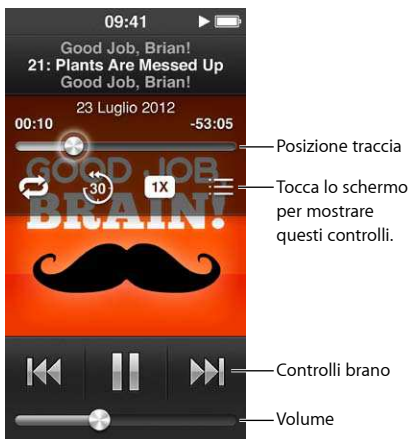 09:41
Good Job, Brian!
21: Plants Are Messed Up
Good Job, Brian!
23 Luglio 2012
00:10 -53:05
Posizione traccia
GOOD JOB
30 1X
BRAIN!
Tocca lo schermo
per mostrare
questi controlli.
Controlli brano
Volume